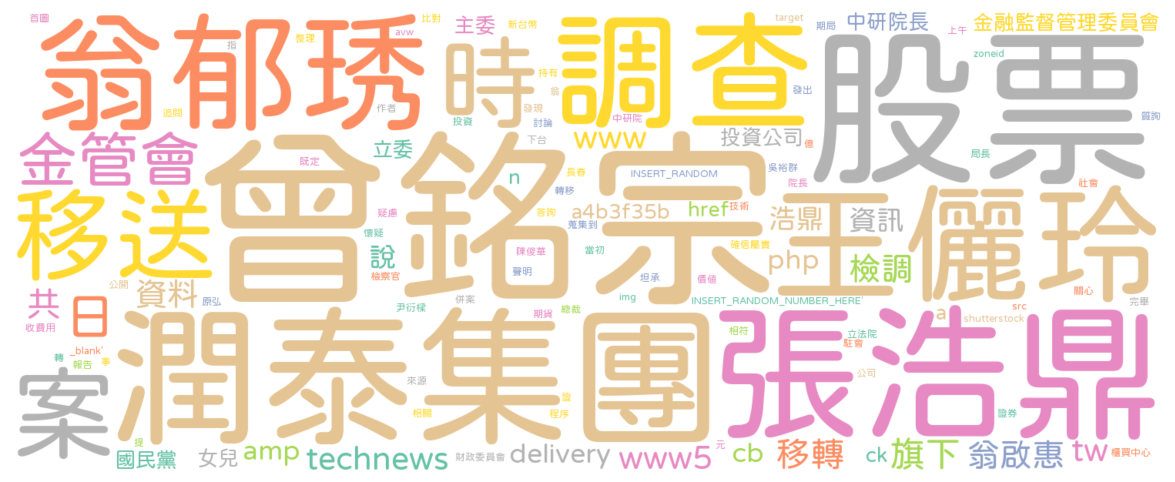 首圖
翁郁琇
指
整理
比對
avw
主委
新台幣
時
持有
翁
發現
作者
追問
投資
討論
下台
調查
target
發出
中研院
www
投資公司
億
期局
中研院長
上午
金融監督管理委員會
zoneid
股票
詢問
局長
金管會
移送
曾銘宗
既定
立委
n
長春
轉移
答詢
INSERT_RANDOM
吳裕群
院長
技術
a4b3f35b
href
浩鼎
資訊
社會
王儷玲
疑慮
懷疑
說
檢察官
蒐集到
陳俊華
聲明
當初
坦承
確信屬實
價值
php
檢調
關心
完畢
共
收費用
日
公開
資料
原弘
尹衍樑
併案
img
期貨
總裁
INSERT_RANDOM_NUMBER_HERE'
a
src
shutterstock
_blank'
轉
報告
事
案
潤泰集團
來源
相關
證
程序
相符
立法院
駐會
公司
張浩鼎
證券
提
國民黨
女兒
amp
technews
財政委員會
delivery
www5
元
cb
移轉
ck
旗下
翁啟惠
tw
櫃買中心